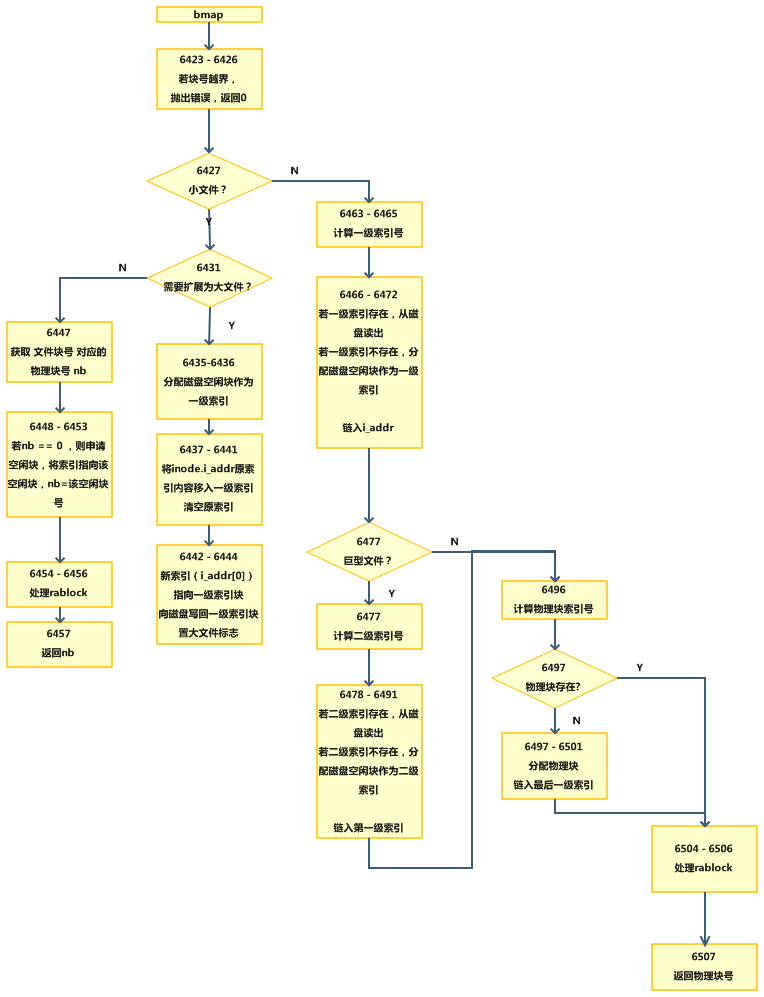 bmap
6423 - 6426
若块号越界，
抛出错误，返回0
6427
小文件？
N
Y
6431
需要扩展为大文件？
N
Y
6447
获取 文件块号 对应的
物理块号 nb
6448 - 6453
若nb == 0 ，则申请
空闲块，将索引指向该
空闲块，nb=该空闲块
号
6454 - 6456
处理rablock
6457
返回nb
6435-6436
分配磁盘空闲块作为
一级索引
6437 - 6441
将inode.i_addr原索
引内容移入一级索引
清空原索引
6442 - 6444
新索引（i_addr[0]）
指向一级索引块
向磁盘写回一级索引块
置大文件标志
6463 - 6465
计算一级索引号
6466 - 6472
若一级索引存在，从磁
盘读出
若一级索引不存在，分
配磁盘空闲块作为一级
索引
链入i_addr
6477
巨型文件？
N
Y
6477
计算二级索引号
6478 - 6491
若二级索引存在，从磁
盘读出
若二级索引不存在，分
配磁盘空闲块作为二级
索引
链入第一级索引
6496
计算物理块索引号
6497
物理块存在?
Y
N
6497 - 6501
分配物理块
链入最后一级索引
6504 - 6506
处理rablock
6507
返回物理块号